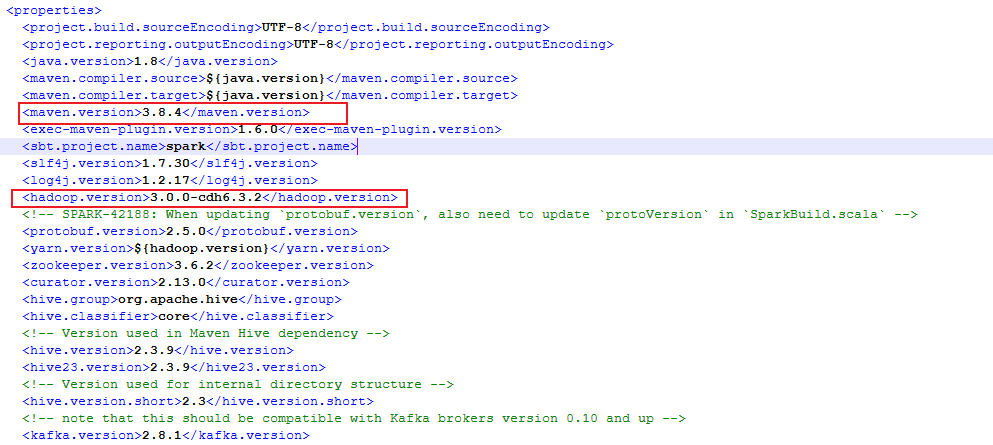 <properties>
<project.build.sourceEncoding>UTF-8</project.build.sourceEncoding>
<project.reporting.outputEncoding>UTF-8</project.reporting.outputEncoding>
<java.version>1.8</java.version>
<maven.compiler.source>${java.version}</maven.compiler.source>
<maven.compiler.target>${java.version}</maven.compiler.target>
<maven.version>3.8.4</maven.version>
<exec-maven-plugin.version>1.6.0</exec-maven-plugin.version>
<sbt.project.name>spark</sbt.project.name>
<slf4j.version>1.7.30</slf4j.version>
<log4j.version>1.2.17</log4j.version>
<hadoop.version>3.0.0-cdh6.3.2</hadoop.version>
<!-- SPARK-42188: When updating `protobuf.version`, also need to update `protoVersion` in `SparkBuild.scala` -->
<protobuf.version>2.5.0</protobuf.version>
<yarn.version>${hadoop.version}</yarn.version>
<zookeeper.version>3.6.2</zookeeper.version>
<curator.version>2.13.0</curator.version>
<hive.group>org.apache.hive</hive.group>
<hive.classifier>core</hive.classifier>
<!-- Version used in Maven Hive dependency -->
<hive.version>2.3.9</hive.version>
<hive23.version>2.3.9</hive23.version>
<!-- Version used for internal directory structure -->
<hive.version.short>2.3</hive.version.short>
<!-- note that this should be compatible with Kafka brokers version 0.10 and up -->
<kafka.version>2.8.1</kafka.version>